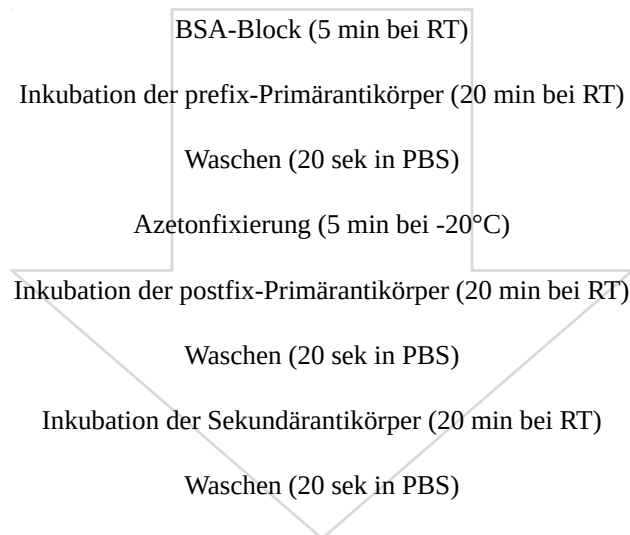 BSA-Block (5 min bei RT)
Inkubation der prefix-Primärantikörper (20 min bei RT)
Waschen (20 sek in PBS)
Azetonfixierung (5 min bei -20°C)
Inkubation der postfix-Primärantikörper (20 min bei RT)
Waschen (20 sek in PBS)
Inkubation der Sekundärantikörper (20 min bei RT)
Waschen (20 sek in PBS)